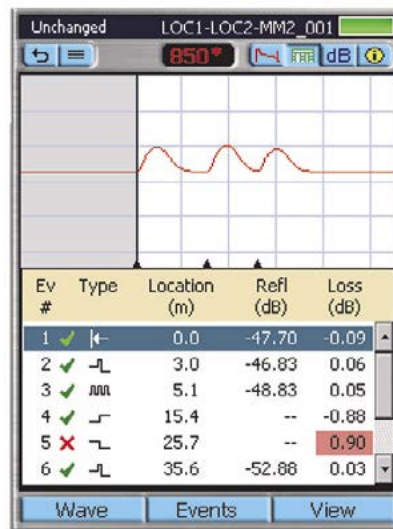 Unchanged LOC1-LOC2-MM2_001
850* dB
Ev Type Location Refl Loss
# (m) (dB) (dB)
1 0.0 -47.70 -0.09
2 3.0 -46.83 0.06
3 5.1 -48.83 0.05
4 15.4 -- -0.88
5 25.7 -- 0.90
6 35.6 -52.88 0.03
Wave Events View